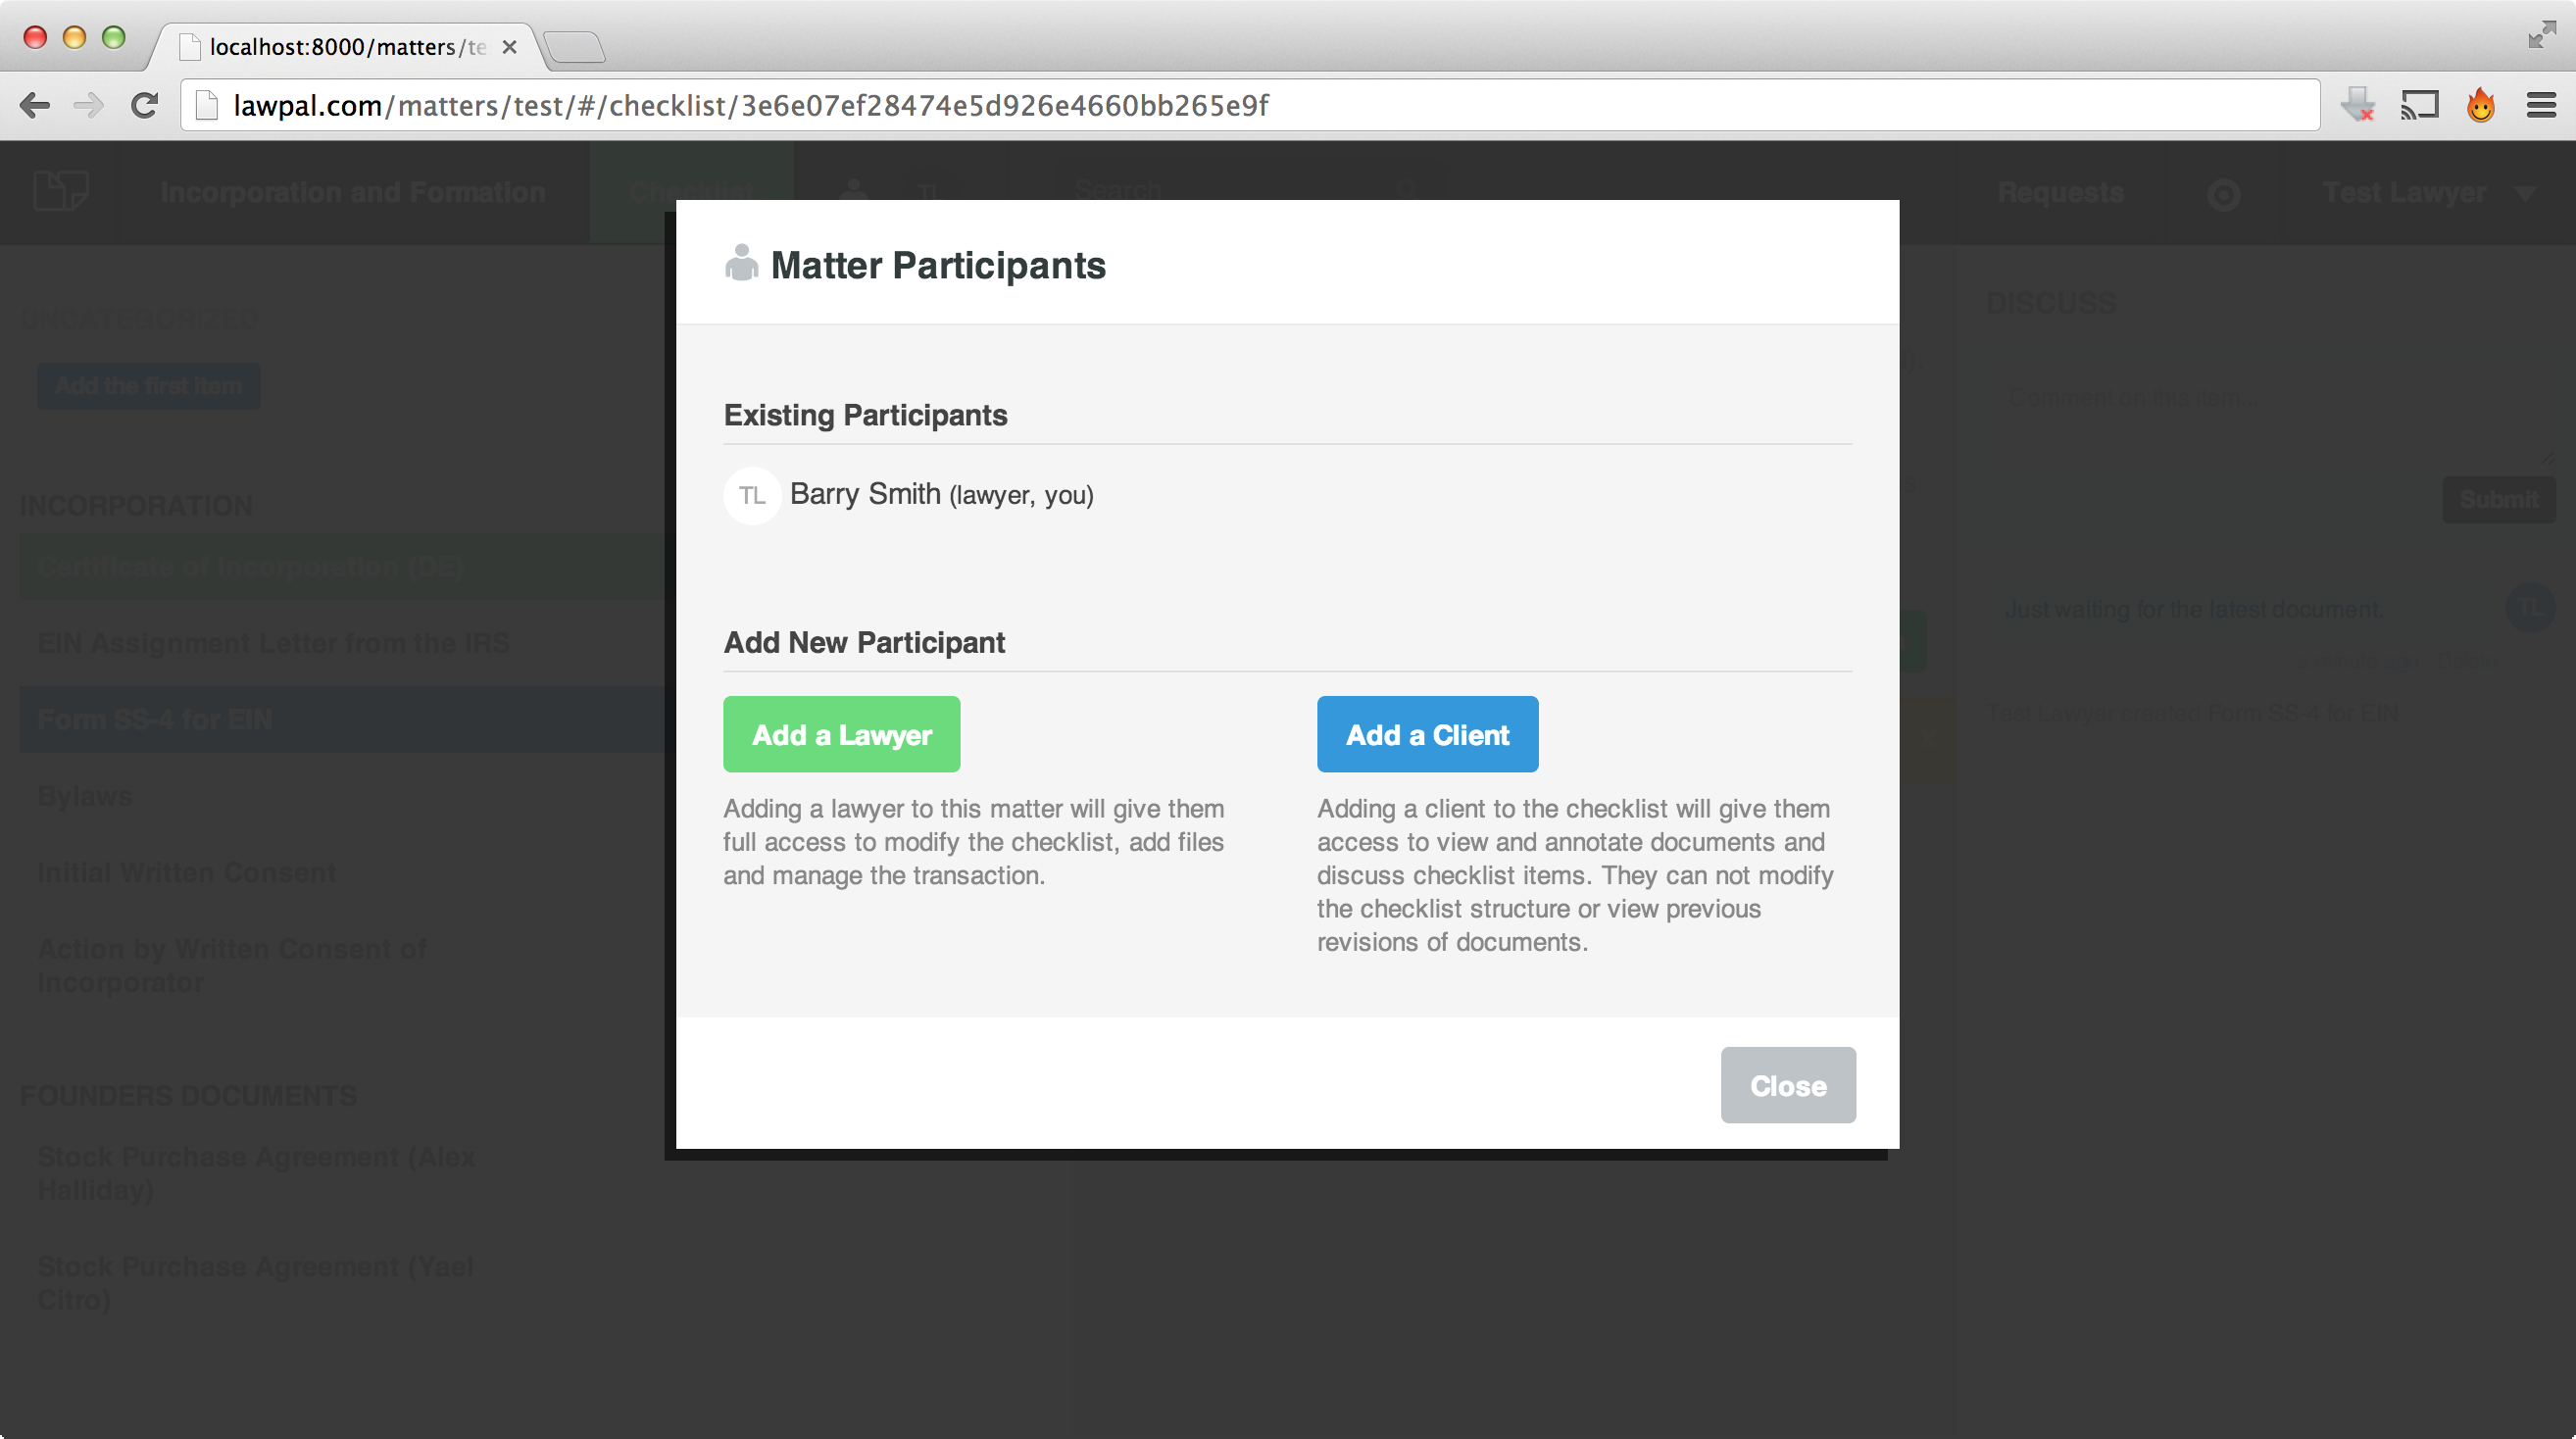 localhost:8000/matters/te
lawpal.com/matters/test/#/checklist/3e6e07ef28474e5d926e4660bb265e9f
Incorporation and Formation
Checklist
TL
Search
Requests
Test Lawyer
Matter Participants
UNCATEGORIZED
Add the first item
INCORPORATION
Certificate of Incorporation (DE)
EIN Assignment Letter from the IRS
Form SS-4 for EIN
Bylaws
Initial Written Consent
Action by Written Consent of
Incorporator
FOUNDERS DOCUMENTS
Stock Purchase Agreement (Alex
Halliday)
Stock Purchase Agreement (Yael
Citro)
Existing Participants
TL Barry Smith (lawyer, you)
Add New Participant
Add a Lawyer
Adding a lawyer to this matter will give them
full access to modify the checklist, add files
and manage the transaction.
Add a Client
Adding a client to the checklist will give them
access to view and annotate documents and
discuss checklist items. They can not modify
the checklist structure or view previous
revisions of documents.
Close
DISCUSS
Comment on this item...
Submit
Just waiting for the latest document.
TL
Test Lawyer created Form SS-4 for EIN